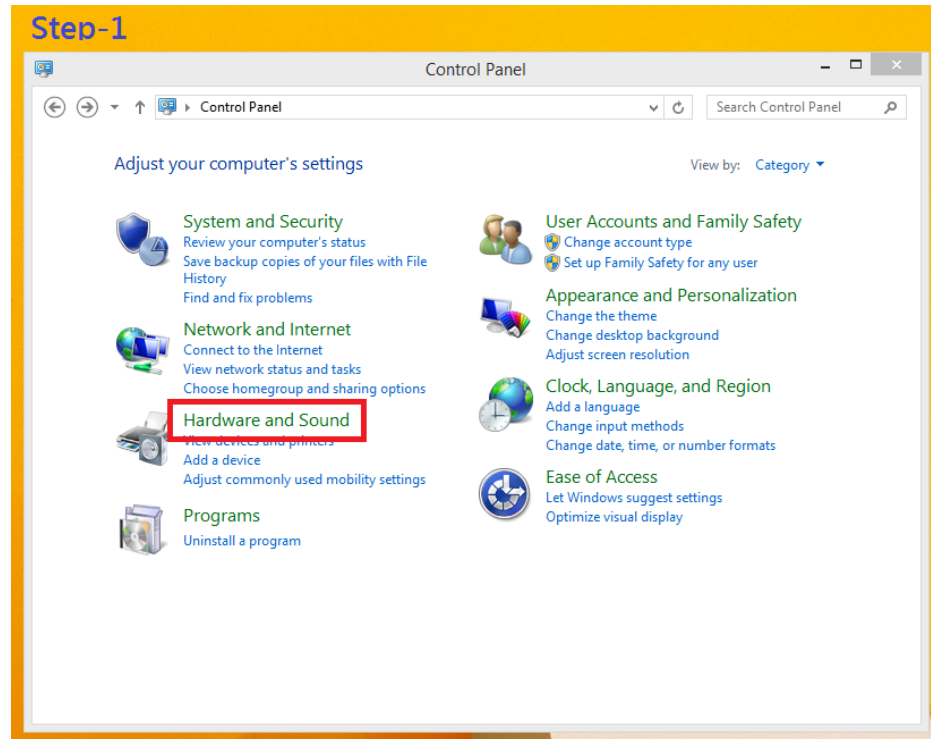 Step-1
Control Panel
Control Panel
Search Control Panel
Adjust your computer's settings
View by: Category
System and Security
Review your computer's status
Save backup copies of your files with File
History
Find and fix problems
Network and Internet
Connect to the Internet
View network status and tasks
Choose homegroup and sharing options
Hardware and Sound
View devices and printers
Add a device
Adjust commonly used mobility settings
Programs
Uninstall a program
User Accounts and Family Safety
Change account type
Set up Family Safety for any user
Appearance and Personalization
Change the theme
Change desktop background
Adjust screen resolution
Clock, Language, and Region
Add a language
Change input methods
Change date, time, or number formats
Ease of Access
Let Windows suggest settings
Optimize visual display